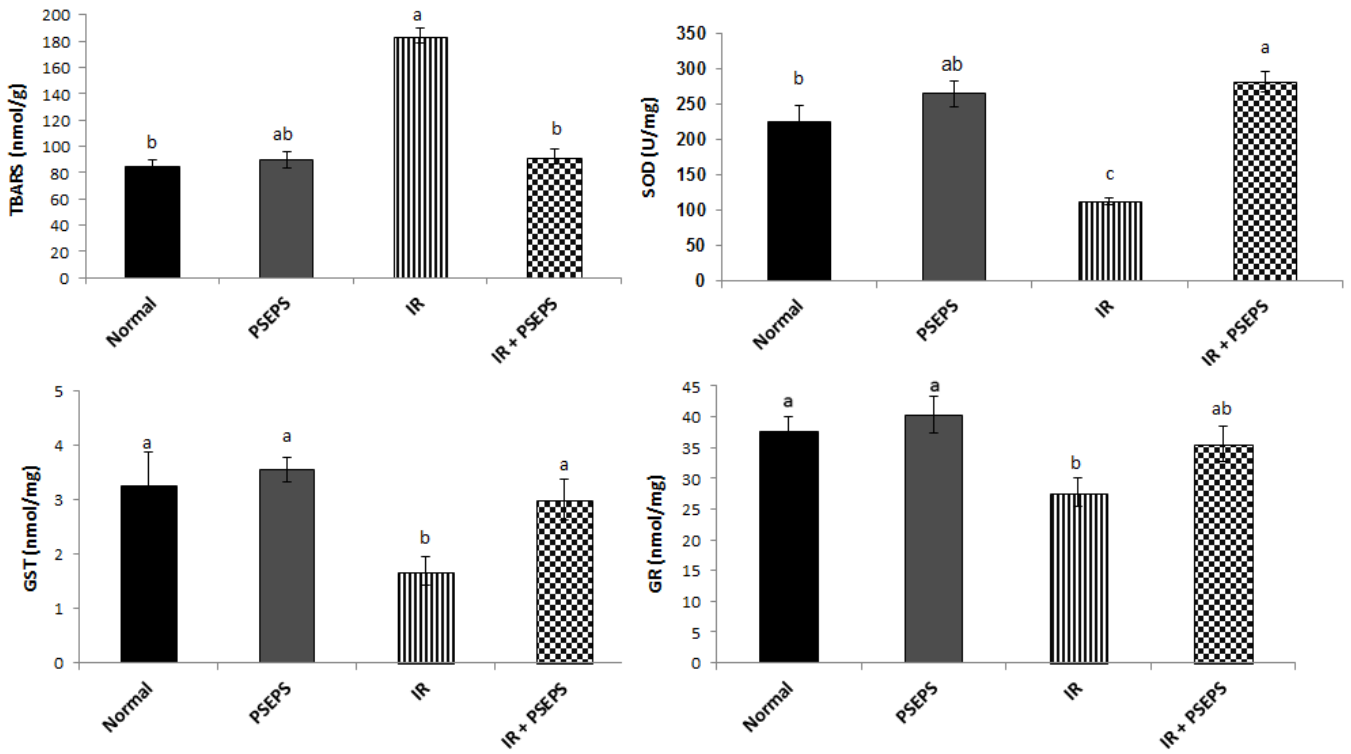 TBARS (nmol/g)
200
180
160
140
120
100
80
60
40
20
0
b
ab
a
b
Normal
PSEPS
IR
IR + PSEPS
SOD (U/mg)
350
300
250
200
150
100
50
0
b
ab
c
a
Normal
PSEPS
IR
IR + PSEPS
GST (nmol/mg)
5
4
3
2
1
0
a
a
b
a
Normal
PSEPS
IR
IR + PSEPS
GR (nmol/mg)
45
40
35
30
25
20
15
10
5
0
a
a
b
ab
Normal
PSEPS
IR
IR + PSEPS